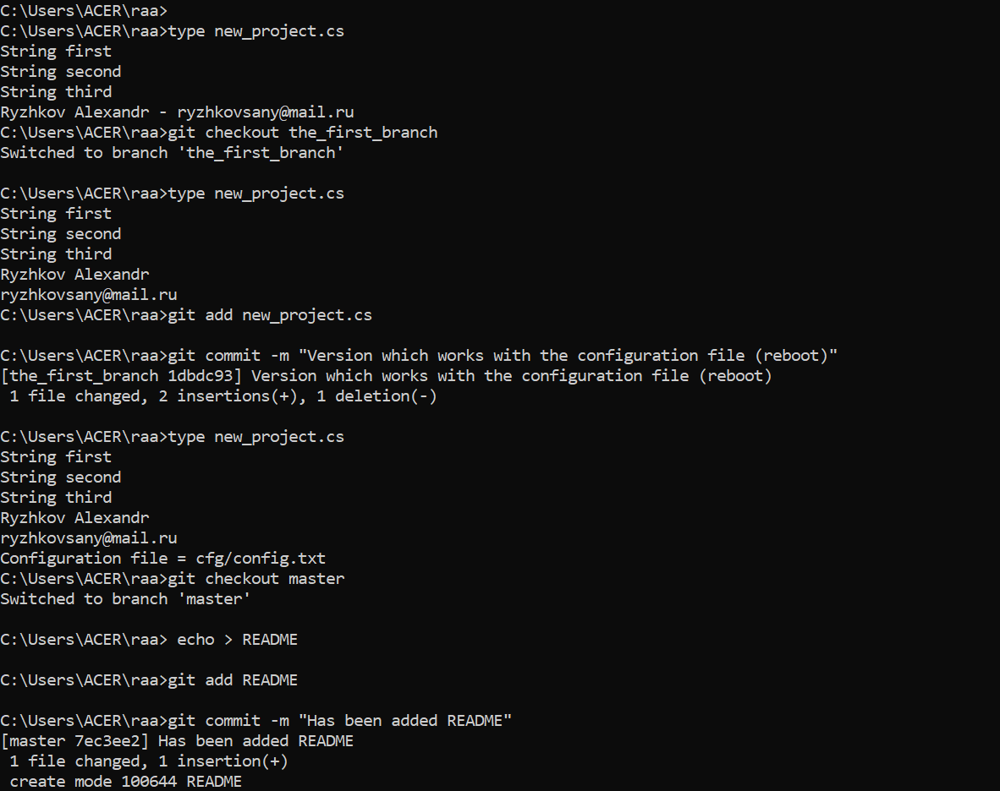 C:\Users\ACER\raa>
C:\Users\ACER\raa>type new_project.cs
String first
String second
String third
Ryzhkov Alexandr - ryzhkovsany@mail.ru
C:\Users\ACER\raa>git checkout the_first_branch
Switched to branch 'the_first_branch'
C:\Users\ACER\raa>type new_project.cs
String first
String second
String third
Ryzhkov Alexandr
ryzhkovsany@mail.ru
C:\Users\ACER\raa>git add new_project.cs
C:\Users\ACER\raa>git commit -m "Version which works with the configuration file (reboot)"
[the_first_branch 1dbdc93] Version which works with the configuration file (reboot)
 1 file changed, 2 insertions(+), 1 deletion(-)
C:\Users\ACER\raa>type new_project.cs
String first
String second
String third
Ryzhkov Alexandr
ryzhkovsany@mail.ru
Configuration file = cfg/config.txt
C:\Users\ACER\raa>git checkout master
Switched to branch 'master'
C:\Users\ACER\raa> echo > README
C:\Users\ACER\raa>git add README
C:\Users\ACER\raa>git commit -m "Has been added README"
[master 7ec3ee2] Has been added README
 1 file changed, 1 insertion(+)
 create mode 100644 README